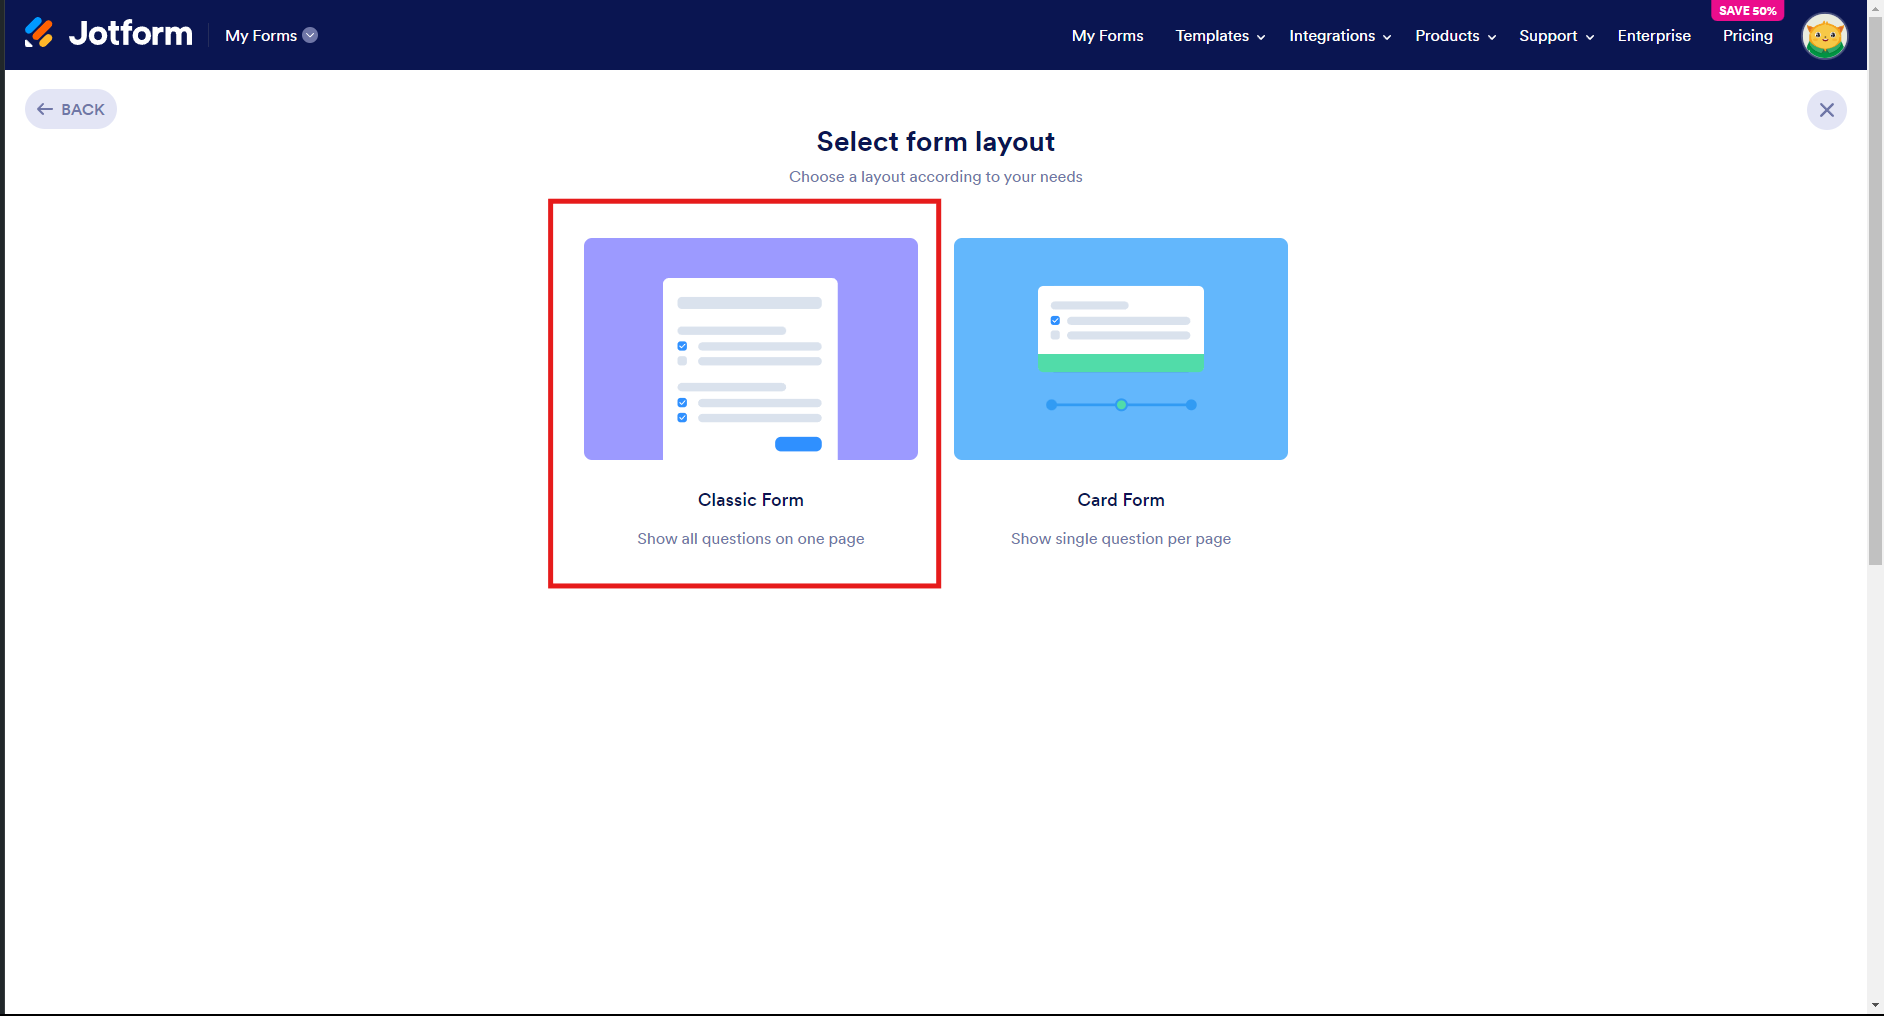 Jotform
My Forms
My Forms
Templates
Integrations
Products
Support
Enterprise
SAVE 50%
Pricing
BACK
Select form layout
Choose a layout according to your needs
Classic Form
Show all questions on one page
Card Form
Show single question per page